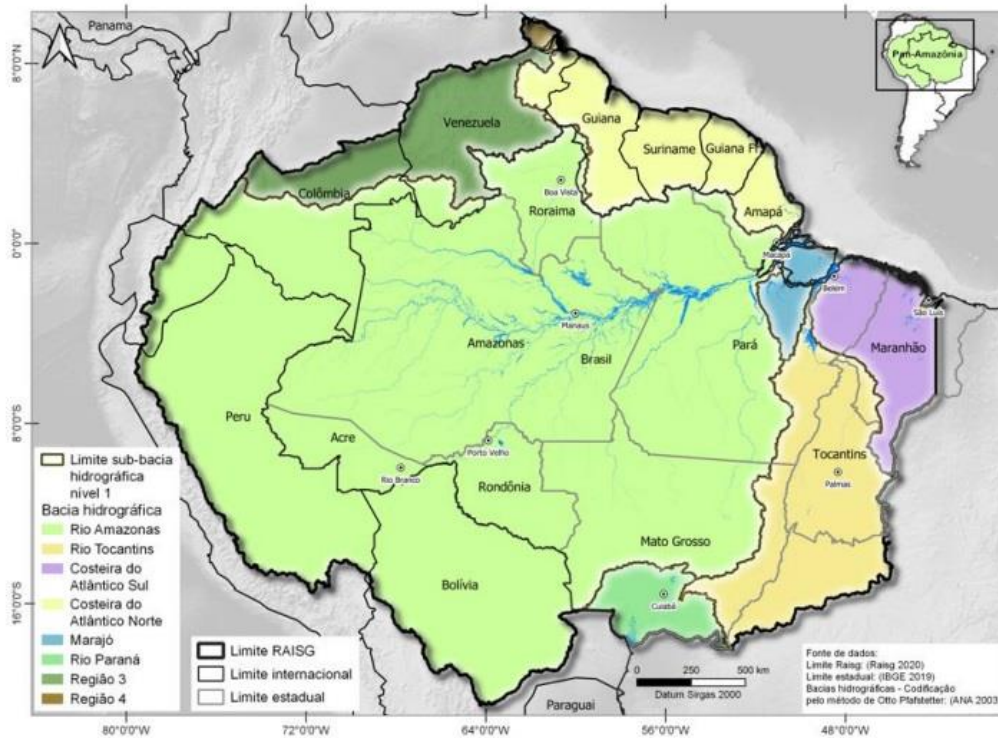 Panama
Pan-Amazônia
8°0'0"N
Venezuela
Guiana
Suriname
Guiana Fr
Colômbia
Boa Vista
Roraima
Amapá
0°0'0"
Macapá
Belém
São Luís
Manaus
Amazonas
Brasil
Pará
Maranhão
Peru
8°0'0"S
Acre
Porto Velho
Rio Branco
Rondônia
Tocantins
Palmas
Mato Grosso
Bolívia
Cuiabá
16°0'0"S
Paraguai
Limite sub-bacia
hidrográfica
nível 1
Bacia hidrográfica
Rio Amazonas
Rio Tocantins
Costeira do
Atlântico Sul
Costeira do
Atlântico Norte
Marajó
Rio Paraná
Região 3
Região 4
Limite RAISG
Limite internacional
Limite estadual
0 250 500 km
Datum Sirgas 2000
Fonte de dados:
Limite Raisg: (Raisg 2020)
Limite estadual: (IBGE 2019)
Bacias hidrográficas - Codificação
pelo método de Otto Pfafstetter: (ANA 2003
80°0'0"W 72°0'0"W 64°0'0"W 56°0'0"W 48°0'0"W